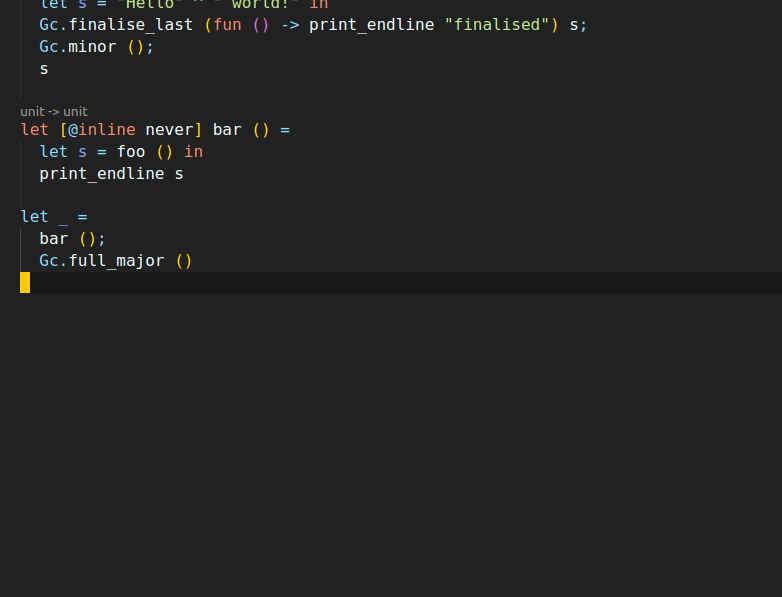 let s = "Hello" ^ " world!" in
Gc.finalise_last (fun () -> print_endline "finalised") s;
Gc.minor ();
s
unit -> unit
let [@inline never] bar () =
let s = foo () in
print_endline s
let _ =
bar ();
Gc.full_major ()